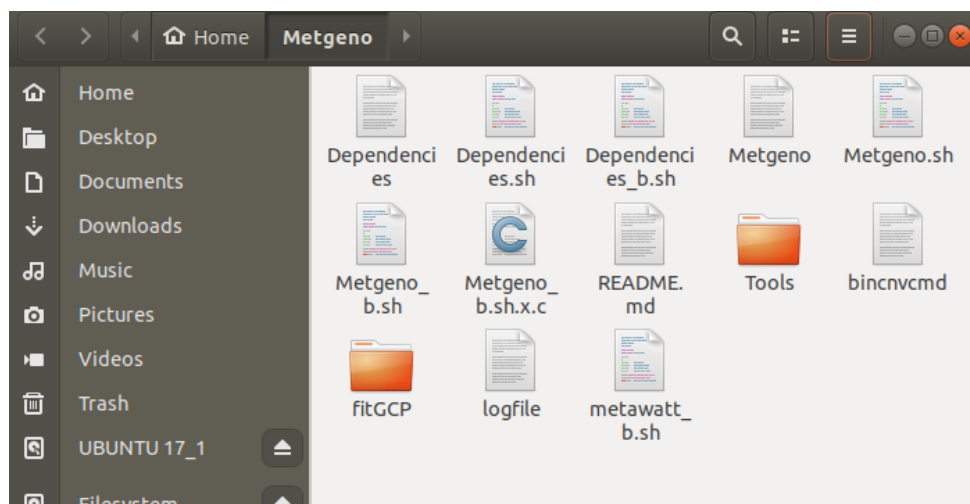 Home Metgeno
Home
Desktop
Documents
Downloads
Music
Pictures
Videos
Trash
UBUNTU 17_1
Filesystem
Dependenci
es
Dependenci
es.sh
Dependenci
es_b.sh
Metgeno
Metgeno.sh
Metgeno_
b.sh
Metgeno_
b.sh.x.c
README.
md
Tools
bincnvcmd
fitGCP
logfile
metawatt_
b.sh